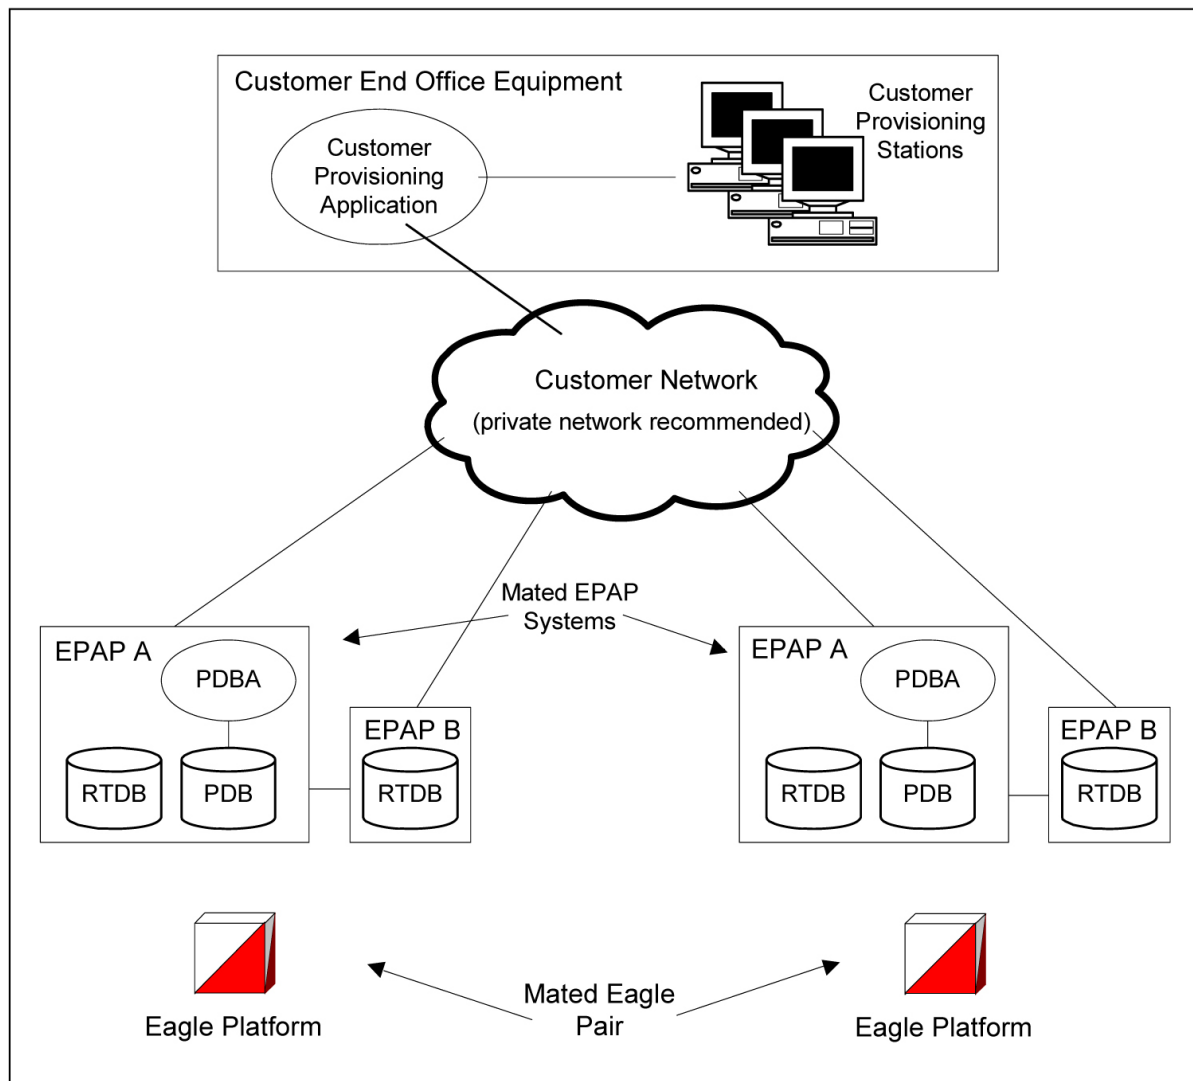 Customer End Office Equipment
Customer
Provisioning
Application
Customer
Provisioning
Stations
Customer Network
(private network recommended)
Mated EPAP
Systems
EPAP A
PDBA
RTDB
PDB
EPAP B
RTDB
EPAP A
PDBA
RTDB
PDB
EPAP B
RTDB
Eagle Platform
Mated Eagle
Pair
Eagle Platform